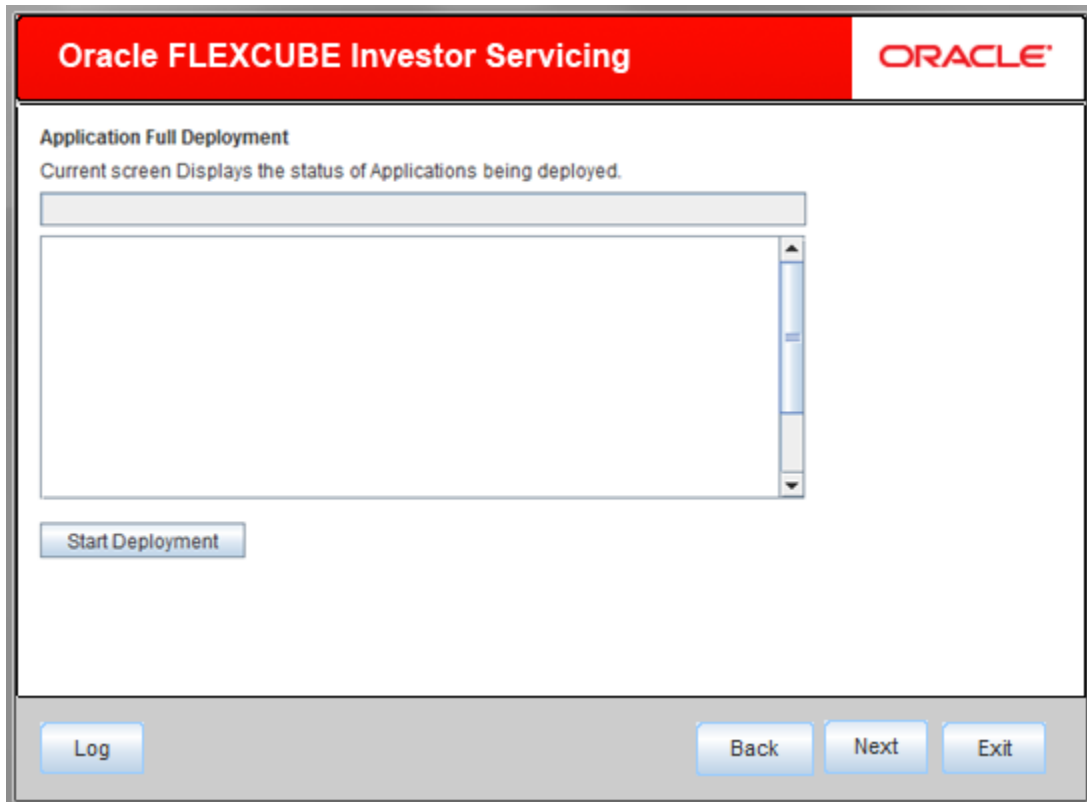 Oracle FLEXCUBE Investor Servicing
ORACLE
Application Full Deployment
Current screen Displays the status of Applications being deployed.
Start Deployment
Log
Back
Next
Exit